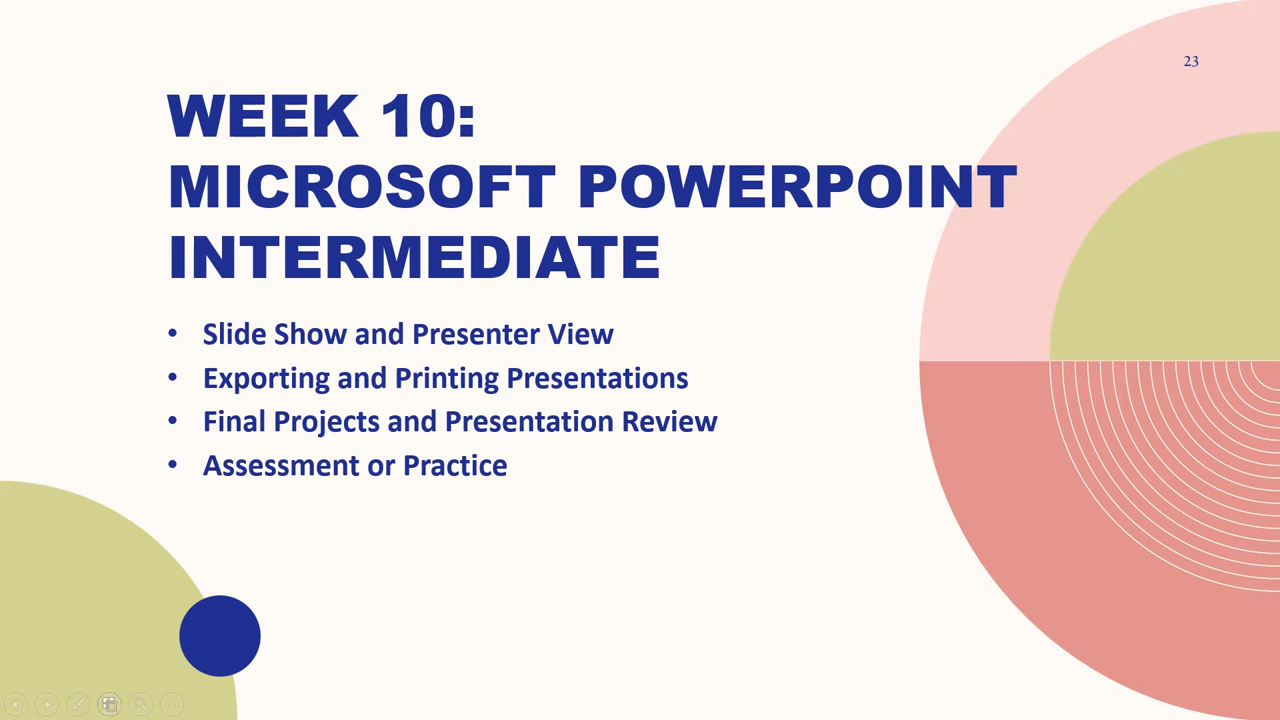 23
WEEK 10:
MICROSOFT POWERPOINT
INTERMEDIATE
• Slide Show and Presenter View
• Exporting and Printing Presentations
• Final Projects and Presentation Review
• Assessment or Practice